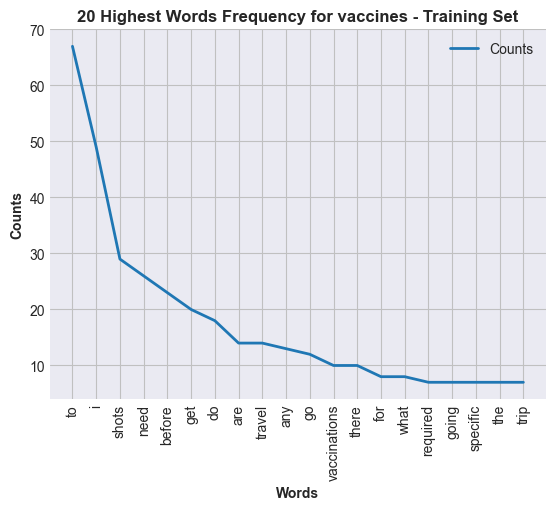 20 Highest Words Frequency for vaccines - Training Set
Counts
70
60
50
40
30
20
10
Counts
to
i
shots
need
before
get
do
are
travel
any
go
vaccinations
there
for
what
required
going
specific
the
trip
Words